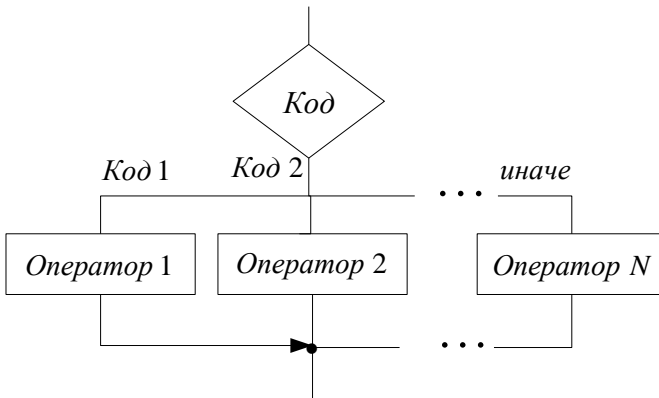 Код
Код 1 Код 2 • • • иначе
Оператор 1 Оператор 2 Оператор N
• • •